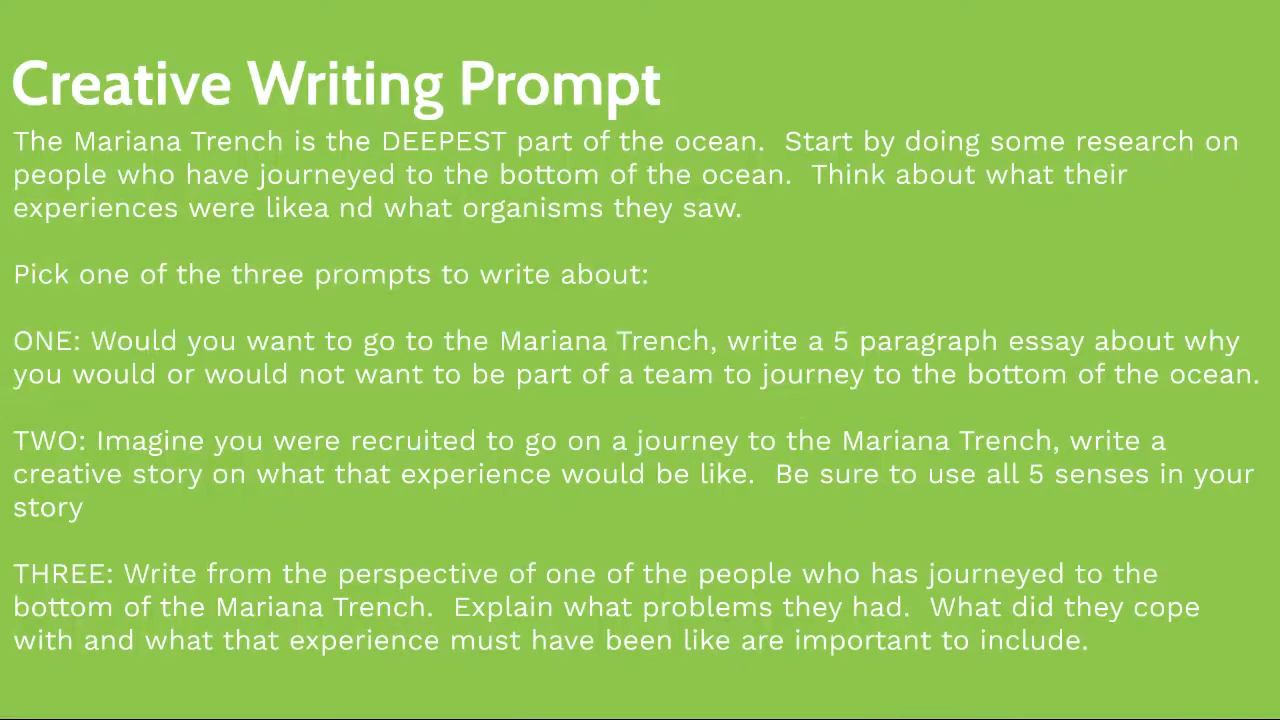 Creative Writing Prompt
The Mariana Trench is the DEEPEST part of the ocean.  Start by doing some research on
people who have journeyed to the bottom of the ocean.  Think about what their
experiences were likea nd what organisms they saw.
Pick one of the three prompts to write about:
ONE: Would you want to go to the Mariana Trench, write a 5 paragraph essay about why
you would or would not want to be part of a team to journey to the bottom of the ocean.
TWO: Imagine you were recruited to go on a journey to the Mariana Trench, write a
creative story on what that experience would be like.  Be sure to use all 5 senses in your
story
THREE: Write from the perspective of one of the people who has journeyed to the
bottom of the Mariana Trench.  Explain what problems they had.  What did they cope
with and what that experience must have been like are important to include.